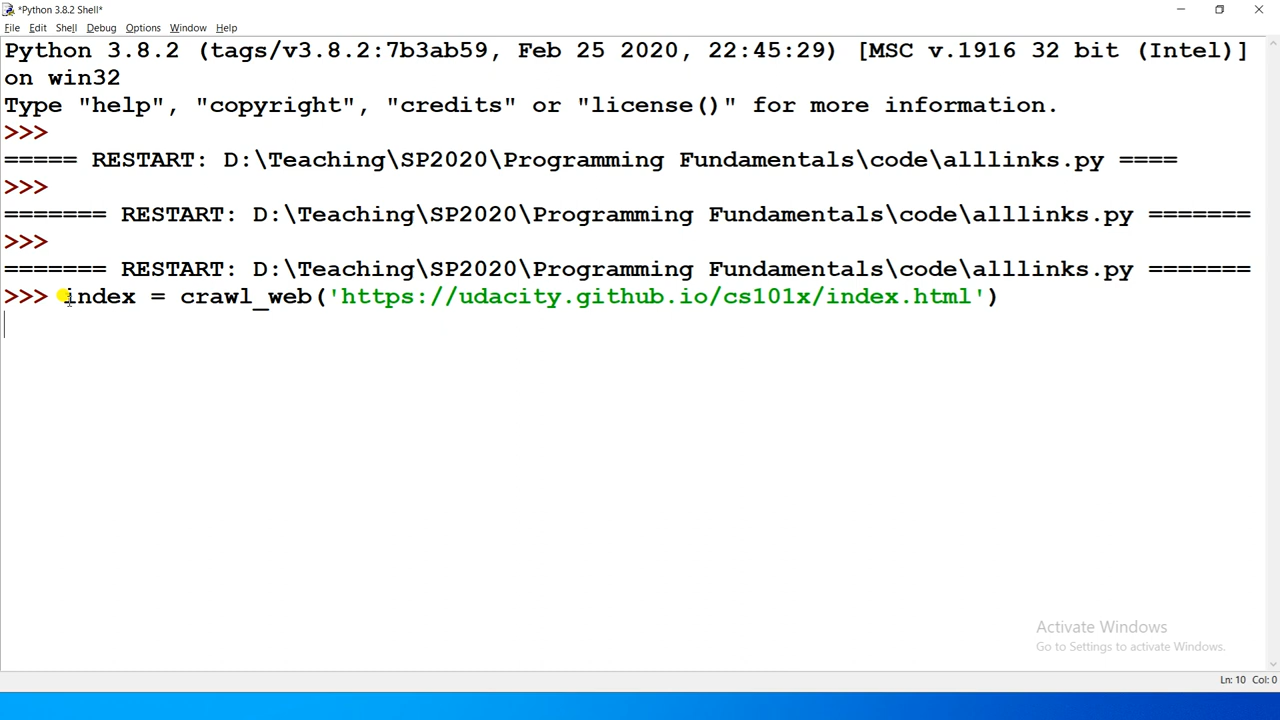 *Python 3.8.2 Shell*
File Edit Shell Debug Options Window Help
Python 3.8.2 (tags/v3.8.2:7b3ab59, Feb 25 2020, 22:45:29) [MSC v.1916 32 bit (Intel)]
on win32
Type "help", "copyright", "credits" or "license()" for more information.
>>>
===== RESTART: D:\Teaching\SP2020\Programming Fundamentals\code\alllinks.py ====
>>>
======= RESTART: D:\Teaching\SP2020\Programming Fundamentals\code\alllinks.py =======
>>>
======= RESTART: D:\Teaching\SP2020\Programming Fundamentals\code\alllinks.py =======
>>> index = crawl_web('https://udacity.github.io/cs101x/index.html')
Activate Windows
Go to Settings to activate Windows.
Ln: 10 Col: 0